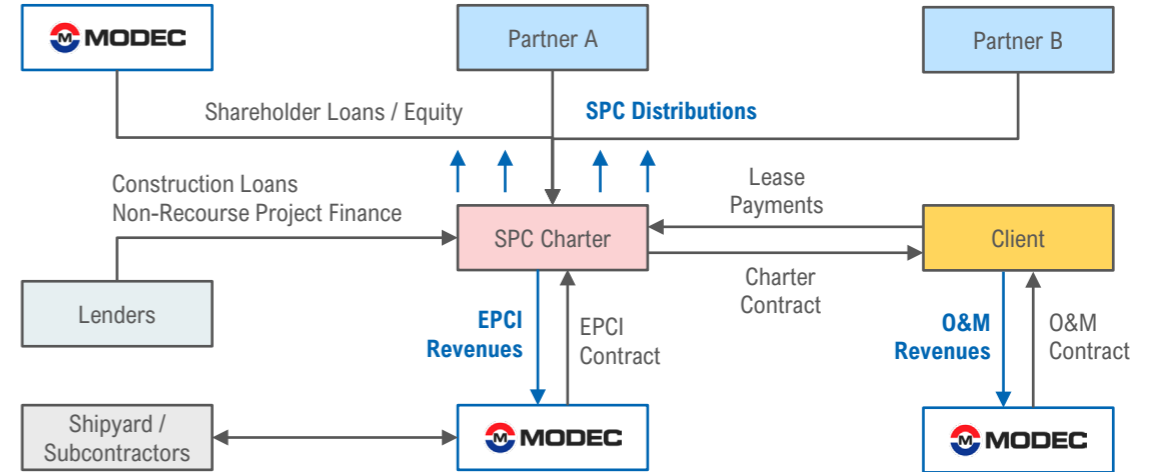 MODEC
Partner A
Partner B
Shareholder Loans / Equity
SPC Distributions
Construction Loans
Non-Recourse Project Finance
Lease
Payments
SPC Charter
Client
Charter
Contract
Lenders
EPCI
Revenues
EPCI
Contract
O&M
Revenues
O&M
Contract
Shipyard /
Subcontractors
M MODEC
M MODEC